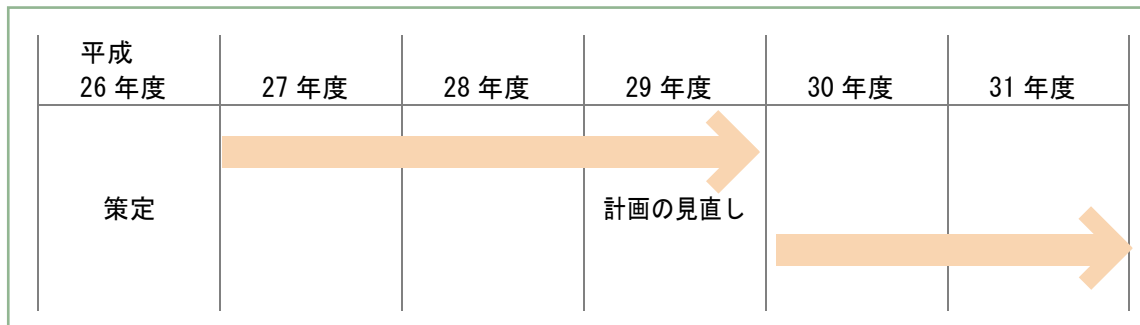 平成
26 年度
27 年度
28 年度
29 年度
30 年度
31 年度
策定
計画の見直し